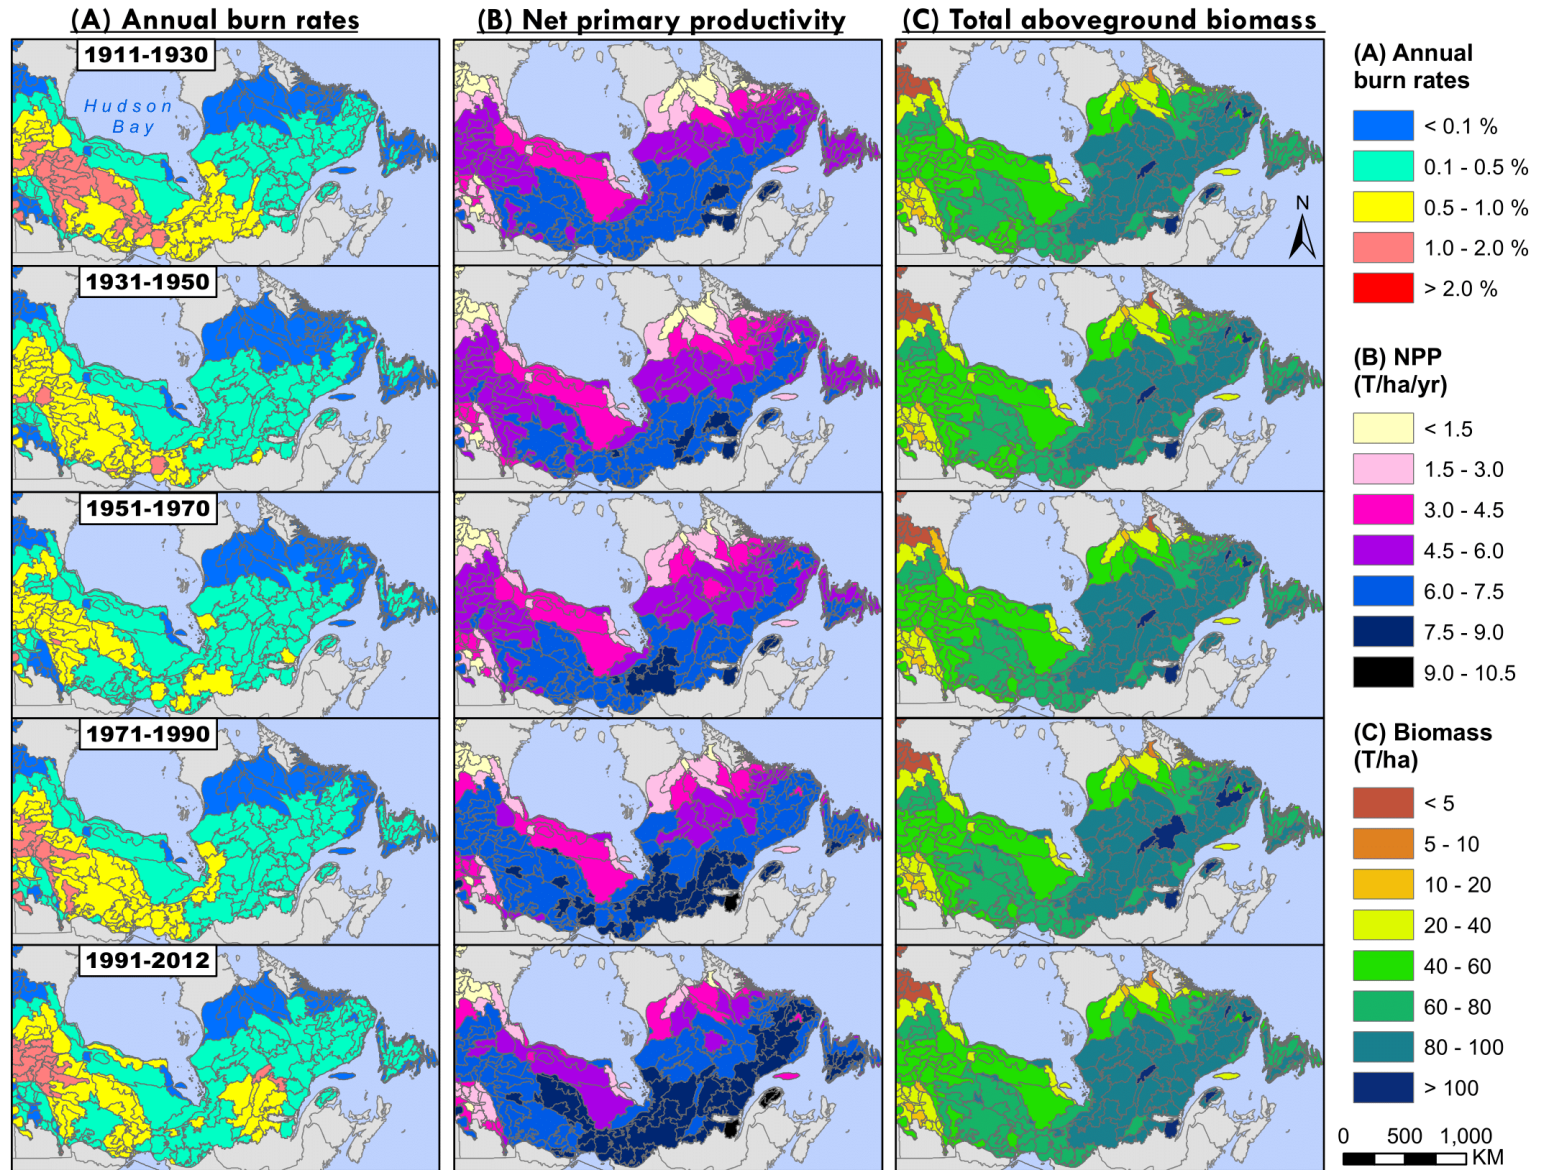 (A) Annual burn rates
(B) Net primary productivity
(C) Total aboveground biomass
1911-1930
Hudson
Bay
N
1931-1950
1951-1970
1971-1990
1991-2012
(A) Annual
burn rates
< 0.1 %
0.1 - 0.5 %
0.5 - 1.0 %
1.0 - 2.0 %
> 2.0 %
(B) NPP
(T/ha/yr)
< 1.5
1.5 - 3.0
3.0 - 4.5
4.5 - 6.0
6.0 - 7.5
7.5 - 9.0
9.0 - 10.5
(C) Biomass
(T/ha)
< 5
5 - 10
10 - 20
20 - 40
40 - 60
60 - 80
80 - 100
> 100
0 500 1,000
KM